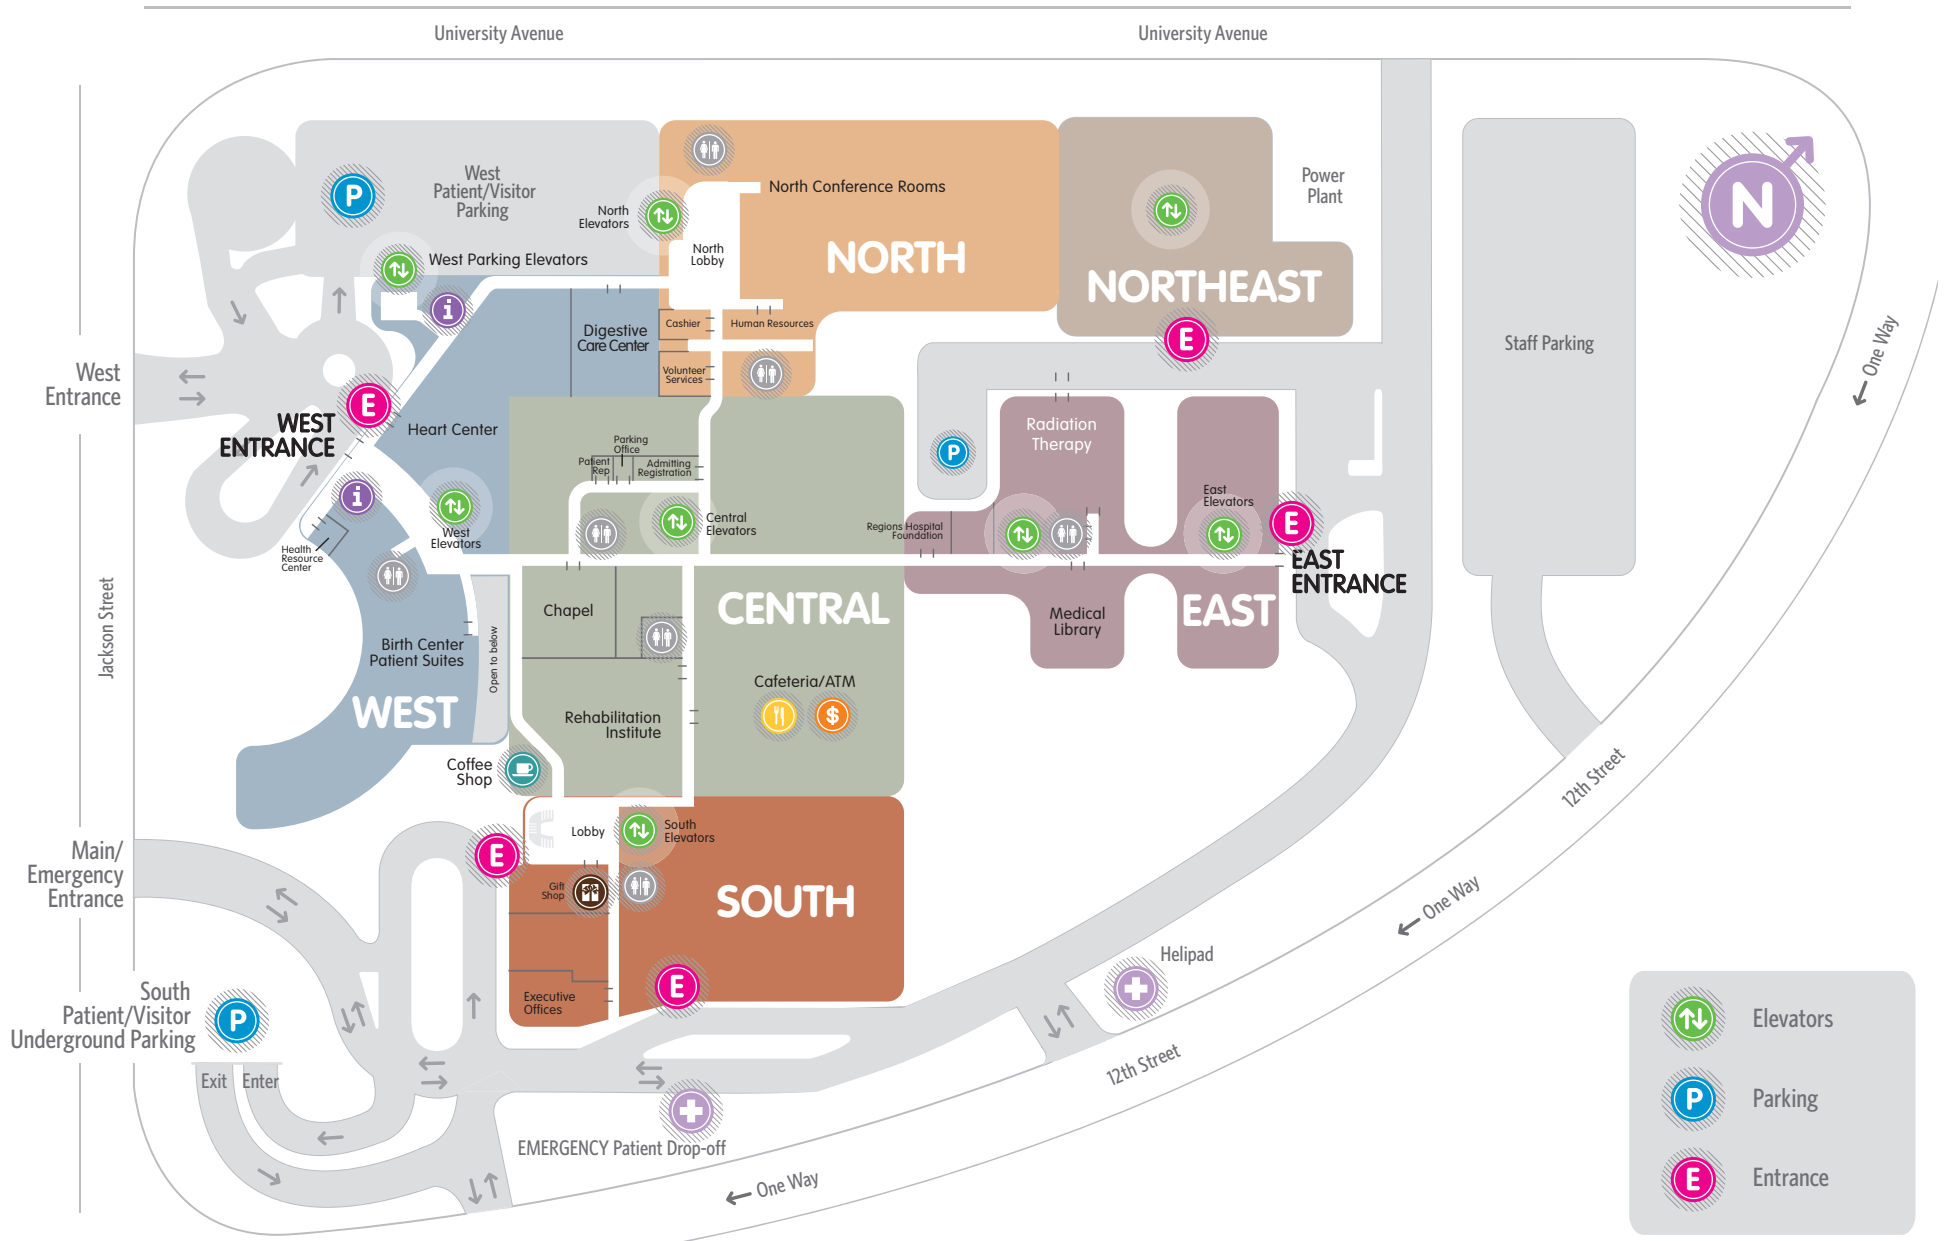 University Avenue
University Avenue
P
West
Patient/Visitor
Parking
North
Elevators
North Conference Rooms
North
Lobby
NORTH
NORTHEAST
Power
Plant
N
West Parking Elevators
i
Digestive
Care Center
Cashier
Human Resources
Volunteer
Services
E
Staff Parking
One Way
West
Entrance
E
WEST
ENTRANCE
Heart Center
Parking
Office
Patient
Rep
Admitting
Registration
P
Radiation
Therapy
i
West
Elevators
Health
Resource
Center
Central
Elevators
Regions Hospital
Foundation
East
Elevators
E
EAST
ENTRANCE
Jackson Street
Chapel
CENTRAL
Medical
Library
EAST
Birth Center
Patient Suites
Open to below
WEST
Cafeteria/ATM
$
Rehabilitation
Institute
Coffee
Shop
12th Street
Main/
Emergency
Entrance
E
Lobby
South
Elevators
Gift
Shop
SOUTH
One Way
Helipad
E
Executive
Offices
South
Patient/Visitor
Underground Parking
P
Exit
Enter
12th Street
EMERGENCY Patient Drop-off
One Way
Elevators
P
Parking
E
Entrance